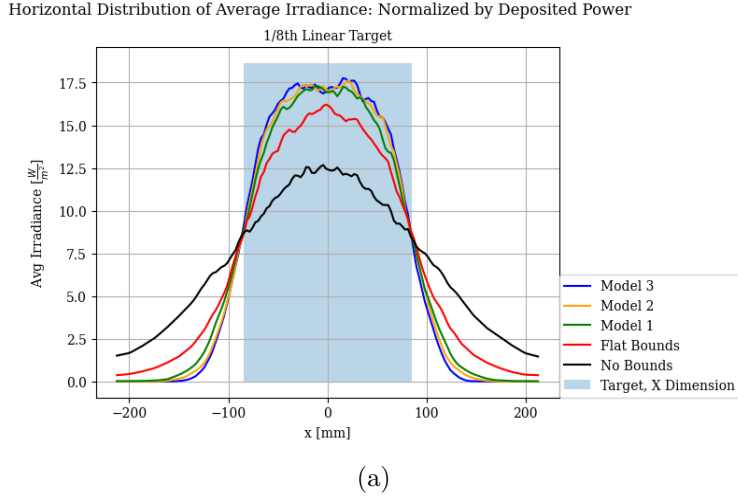 Horizontal Distribution of Average Irradiance: Normalized by Deposited Power
1/8th Linear Target
Avg Irradiance [W/m²]
17.5
15.0
12.5
10.0
7.5
5.0
2.5
0.0
−200 −100 0 100 200
x [mm]
Model 3
Model 2
Model 1
Flat Bounds
No Bounds
Target, X Dimension
(a)